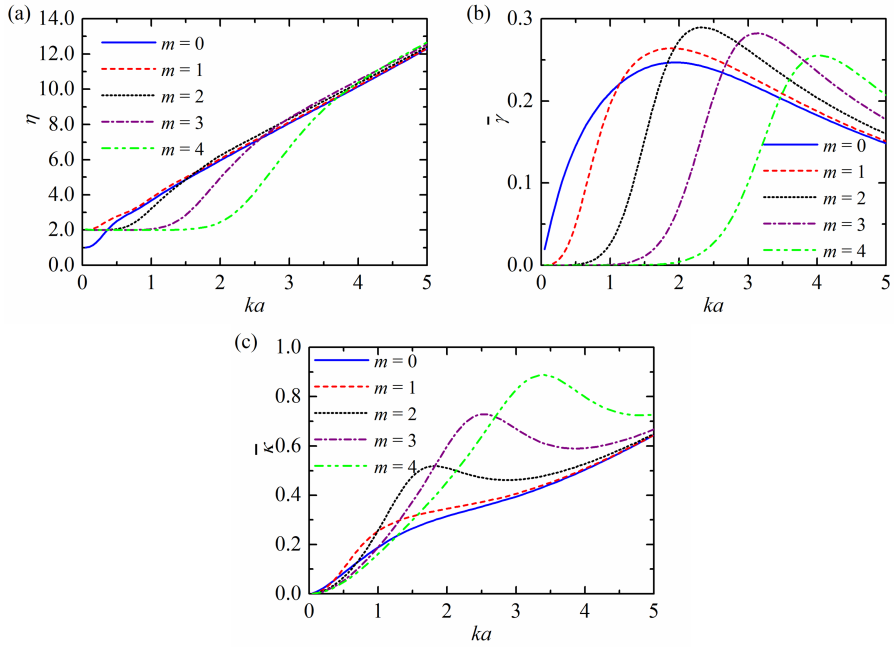 (a)
14.0
12.0
10.0
8.0
6.0
4.0
2.0
0.0
η
m = 0
m = 1
m = 2
m = 3
m = 4
0 1 2 3 4 5
ka
(b)
0.3
0.2
0.1
0.0
γ̄
m = 0
m = 1
m = 2
m = 3
m = 4
0 1 2 3 4 5
ka
(c)
1.0
0.8
0.6
0.4
0.2
0.0
κ̄
m = 0
m = 1
m = 2
m = 3
m = 4
0 1 2 3 4 5
ka